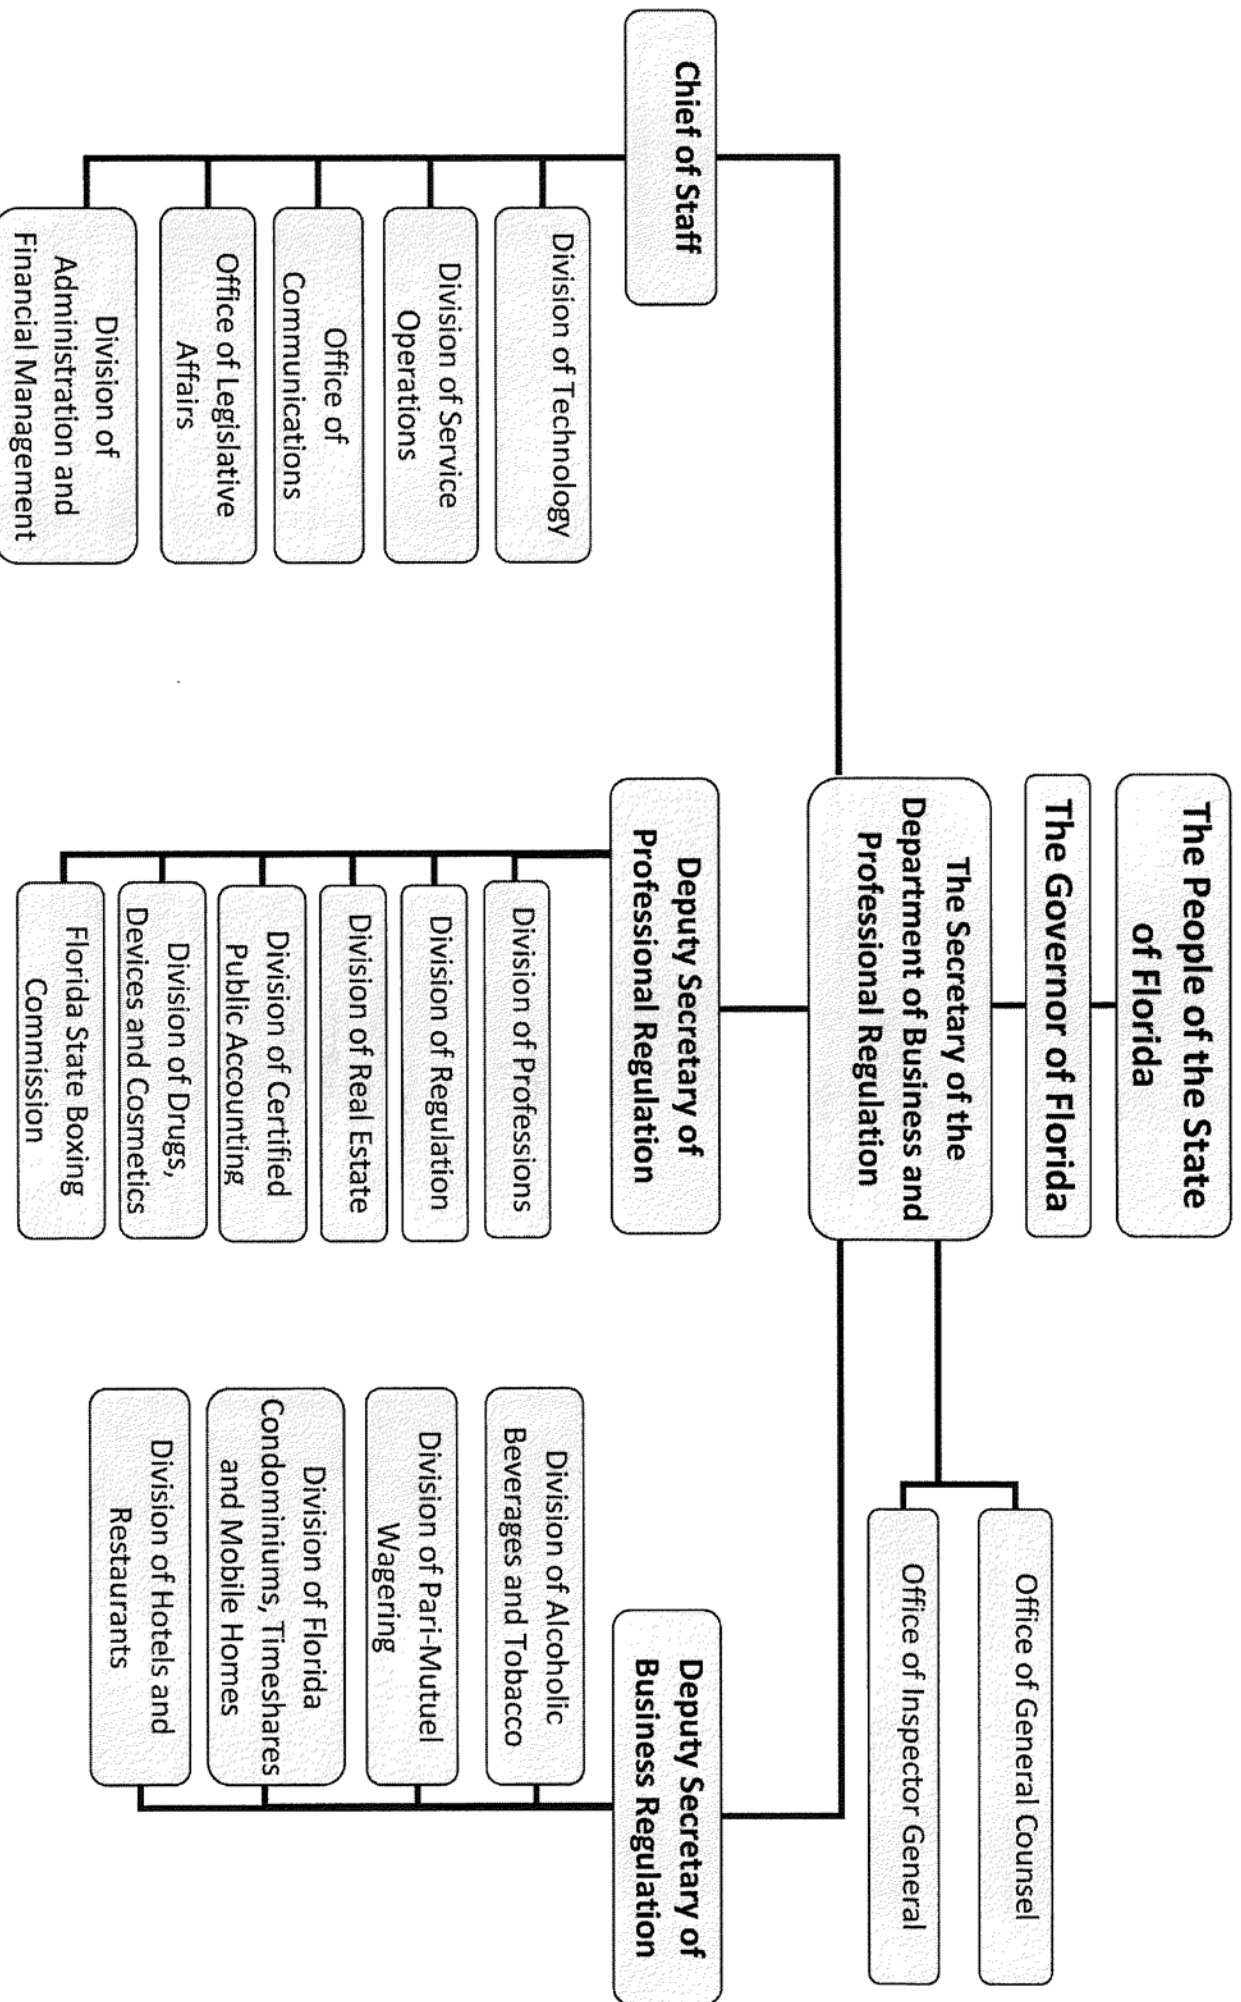 The People of the State
of Florida
The Governor of Florida
The Secretary of the
Department of Business and
Professional Regulation
Office of General Counsel
Office of Inspector General
Chief of Staff
Division of Technology
Division of Service
Operations
Office of
Communications
Office of Legislative
Affairs
Division of
Administration and
Financial Management
Deputy Secretary of
Professional Regulation
Division of Professions
Division of Regulation
Division of Real Estate
Division of Certified
Public Accounting
Division of Drugs,
Devices and Cosmetics
Florida State Boxing
Commission
Deputy Secretary of
Business Regulation
Division of Alcoholic
Beverages and Tobacco
Division of Pari-Mutuel
Wagering
Division of Florida
Condominiums, Timeshares
and Mobile Homes
Division of Hotels and
Restaurants